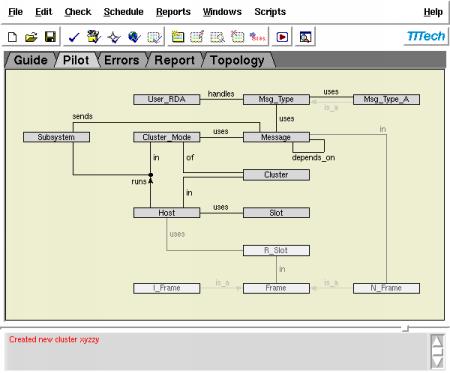 File Edit Check Schedule Reports Windows Scripts Help
TTTech
Guide Pilot Errors Report Topology
User_RDA handles Msg_Type uses Msg_Type_A
is_a
sends uses
Subsystem Cluster_Mode uses Message in
in of depends_on
runs Cluster
in
Host uses Slot
uses
R_Slot
in
I_Frame is_a Frame is_a N_Frame
Created new cluster xyzzy